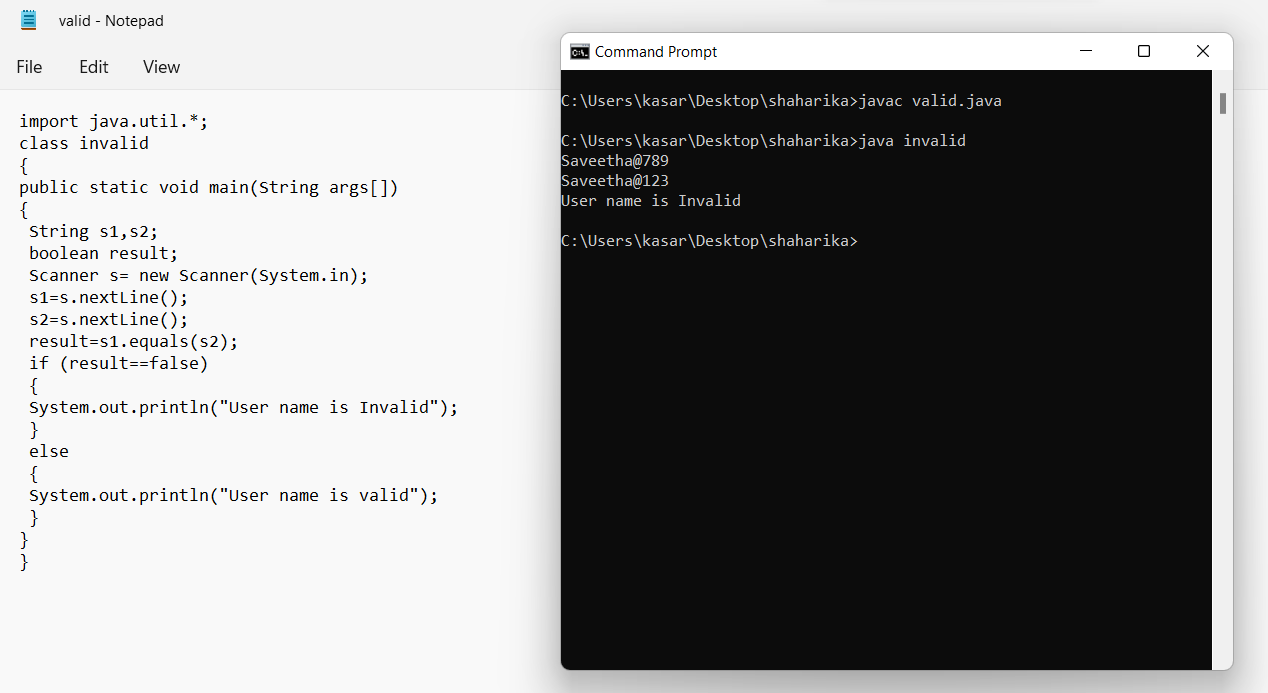 valid - Notepad
File Edit View
import java.util.*;
class invalid
{
public static void main(String args[])
{
String s1,s2;
boolean result;
Scanner s= new Scanner(System.in);
s1=s.nextLine();
s2=s.nextLine();
result=s1.equals(s2);
if (result==false)
{
System.out.println("User name is Invalid");
}
else
{
System.out.println("User name is valid");
}
}
}
C:\.
Command Prompt
C:\Users\kasar\Desktop\shaharika>javac valid.java
C:\Users\kasar\Desktop\shaharika>java invalid
Saveetha@789
Saveetha@123
User name is Invalid
C:\Users\kasar\Desktop\shaharika>